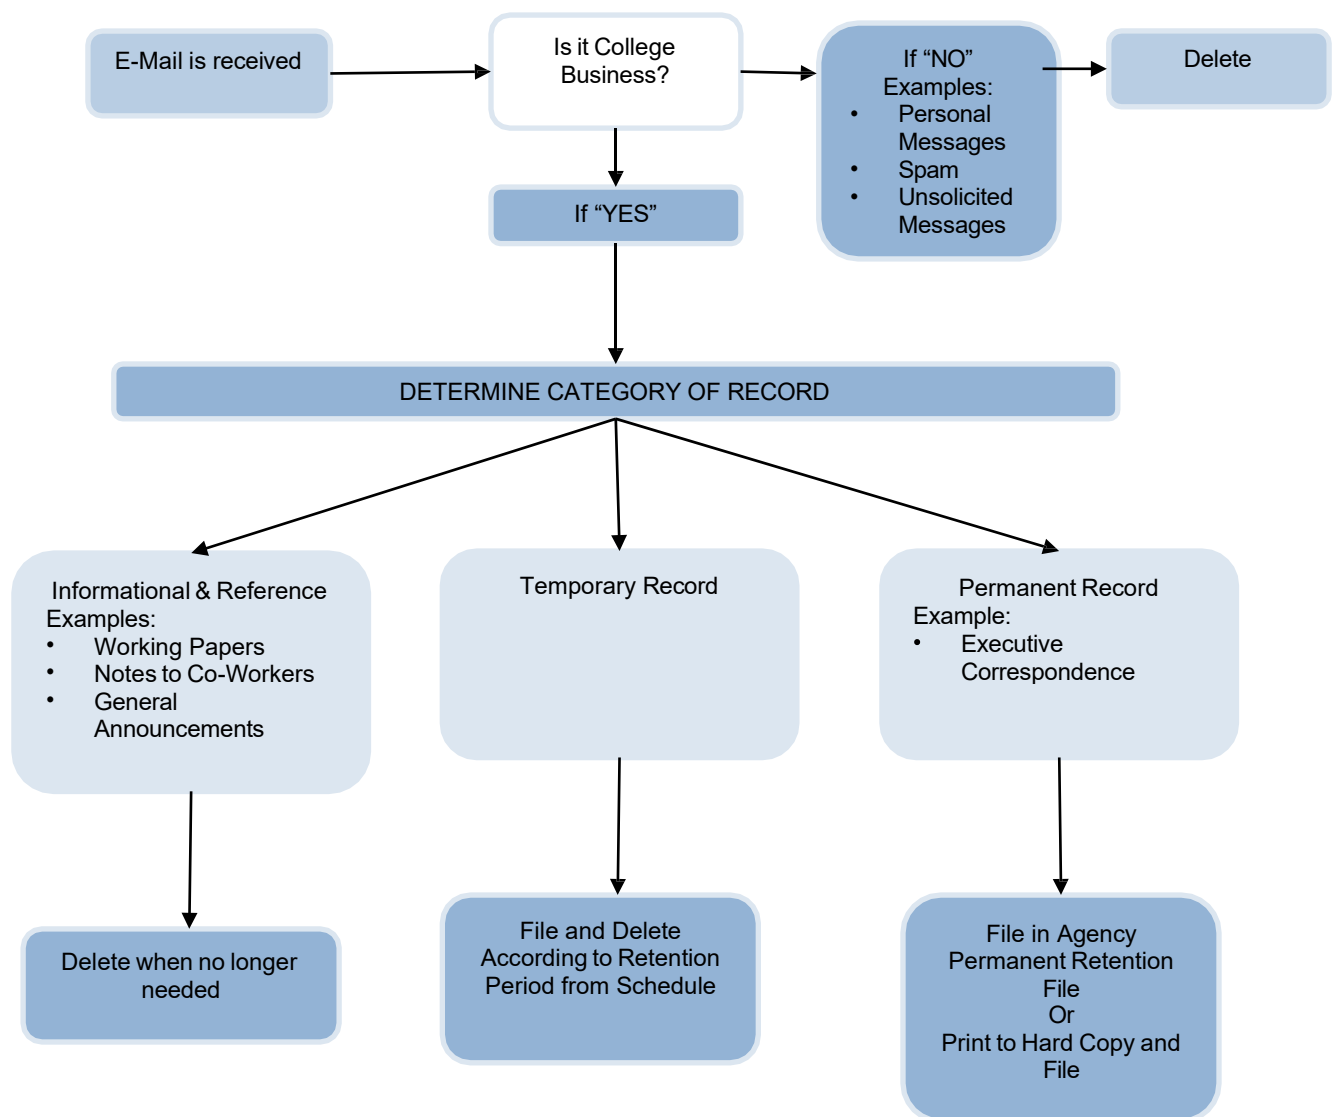 E-Mail is received
Is it College
Business?
If “NO”
Examples:
• Personal
Messages
• Spam
• Unsolicited
Messages
Delete
If “YES”
DETERMINE CATEGORY OF RECORD
Informational & Reference
Examples:
• Working Papers
• Notes to Co-Workers
• General
Announcements
Temporary Record
Permanent Record
Example:
• Executive
Correspondence
Delete when no longer
needed
File and Delete
According to Retention
Period from Schedule
File in Agency
Permanent Retention
File
Or
Print to Hard Copy and
File